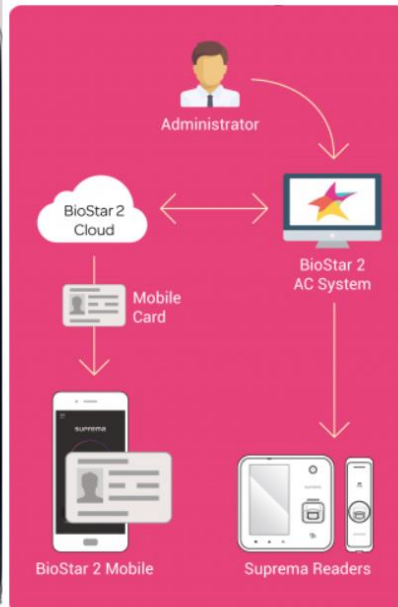 Administrator
BioStar 2
Cloud
BioStar 2
AC System
Mobile
Card
suprema
BioStar 2 Mobile
Suprema Readers